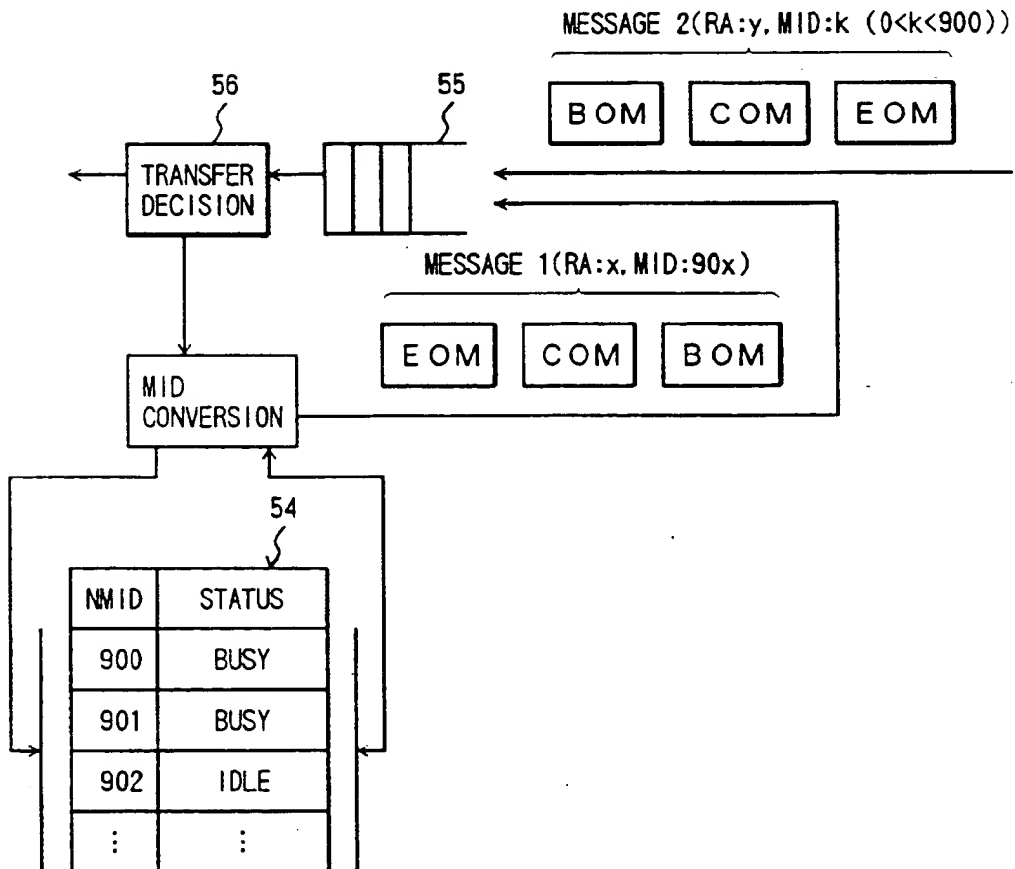 MESSAGE 2(RA:y, MID:k (0<k<900))
56
55
BOM COM EOM
TRANSFER
DECISION
MESSAGE 1(RA:x, MID:90x)
EOM COM BOM
MID
CONVERSION
54
NMID STATUS
900 BUSY
901 BUSY
902 IDLE
⋮ ⋮